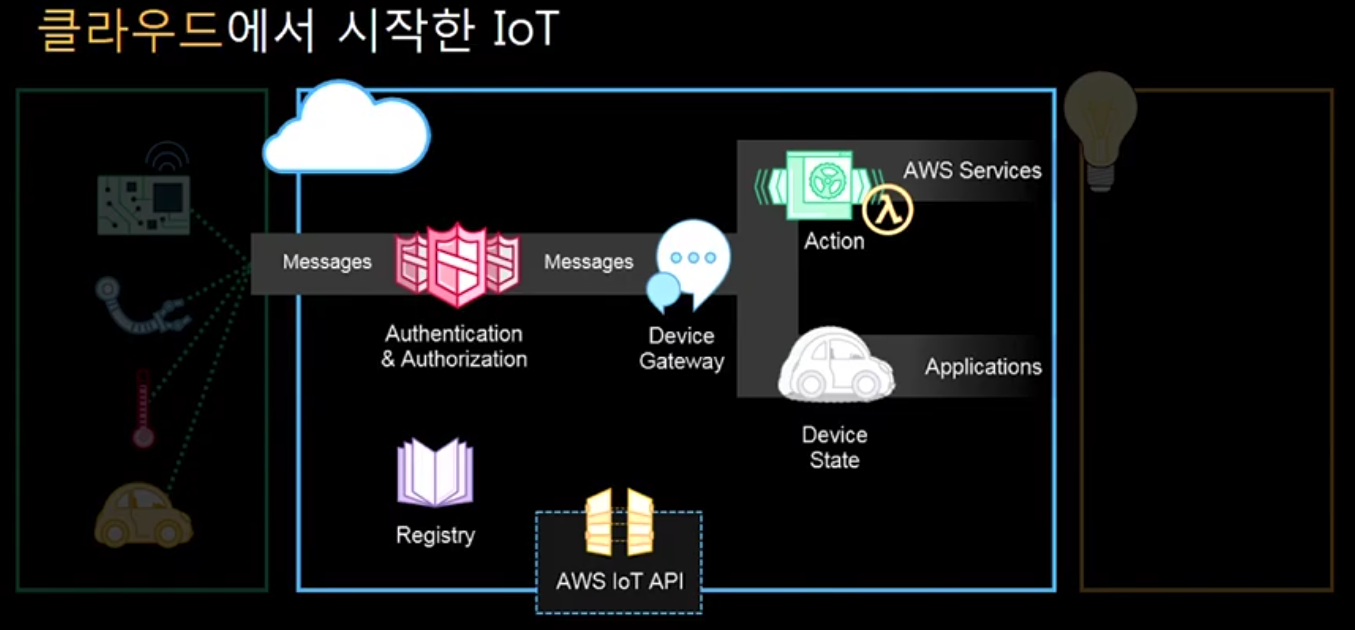 클라우드에서 시작한 IoT
AWS Services
Action
Messages
Messages
Authentication
& Authorization
Device
Gateway
Applications
Device
State
Registry
AWS IoT API